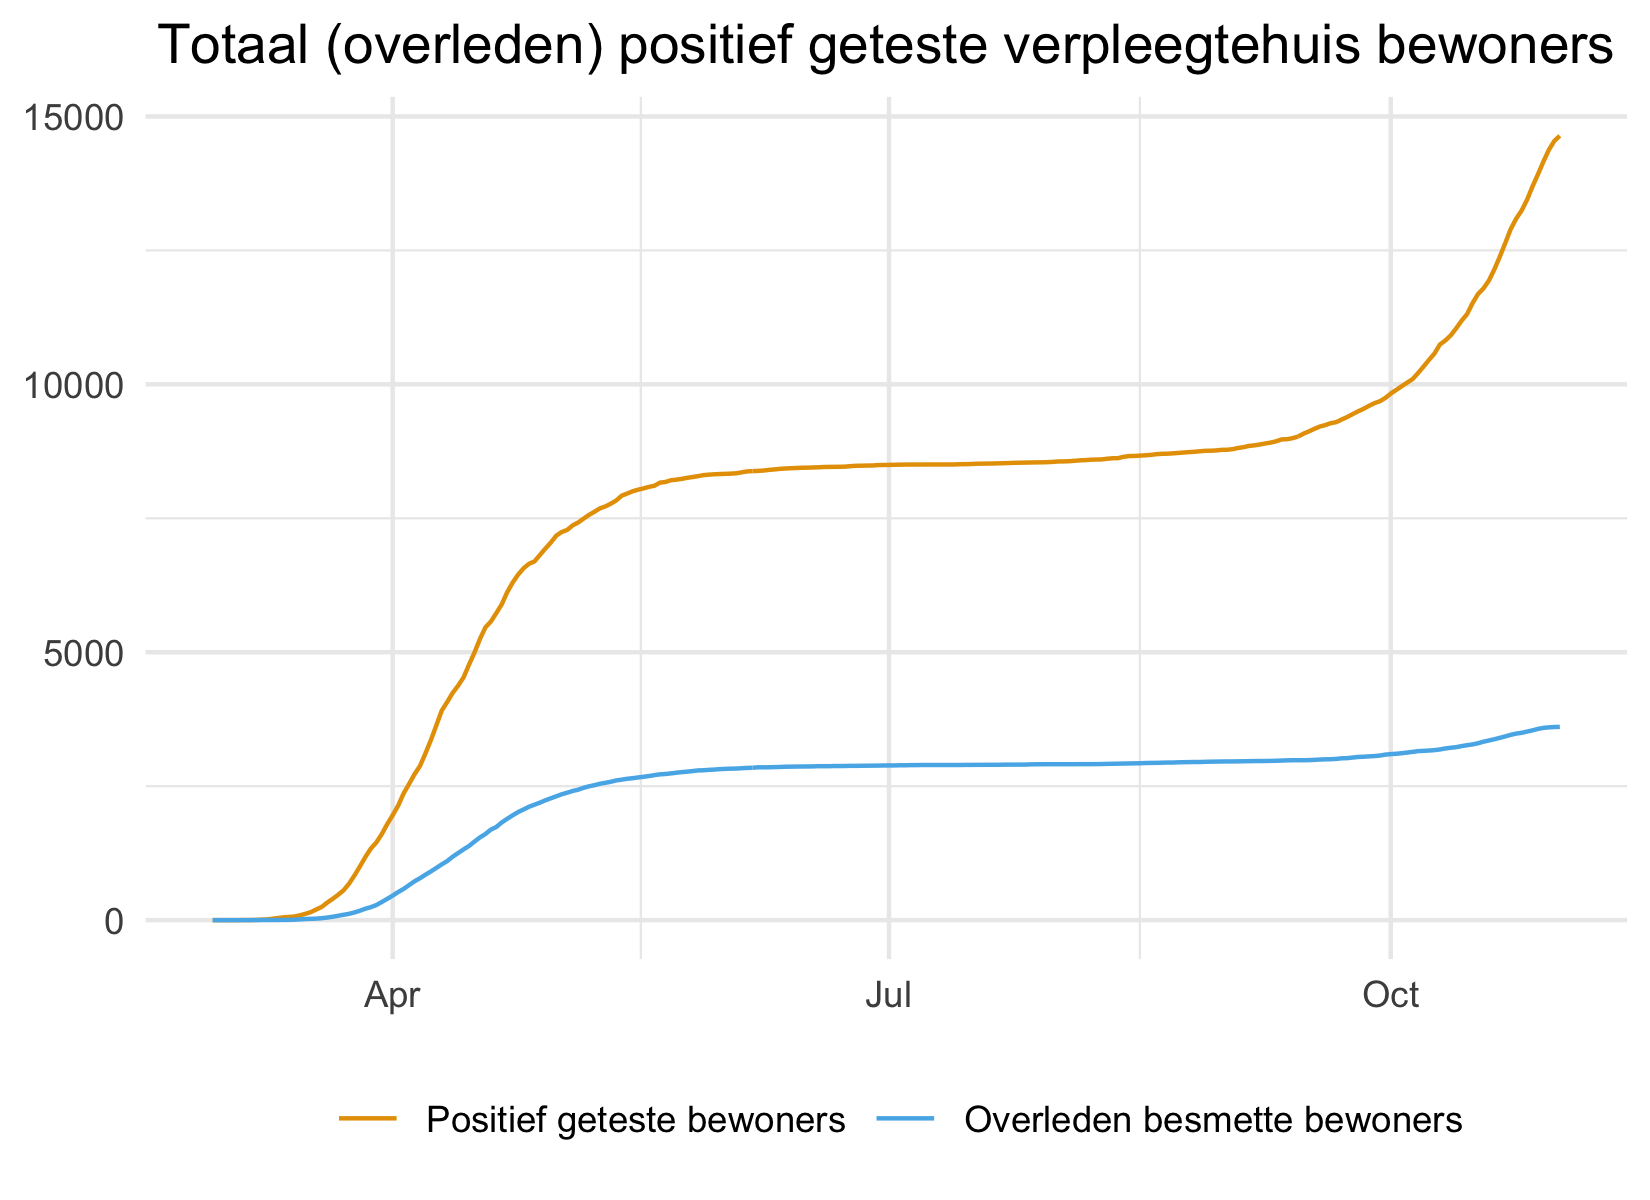 Totaal (overleden) positief geteste verpleegtehuis bewoners
15000
10000
5000
0
Apr Jul Oct
Positief geteste bewoners Overleden besmette bewoners